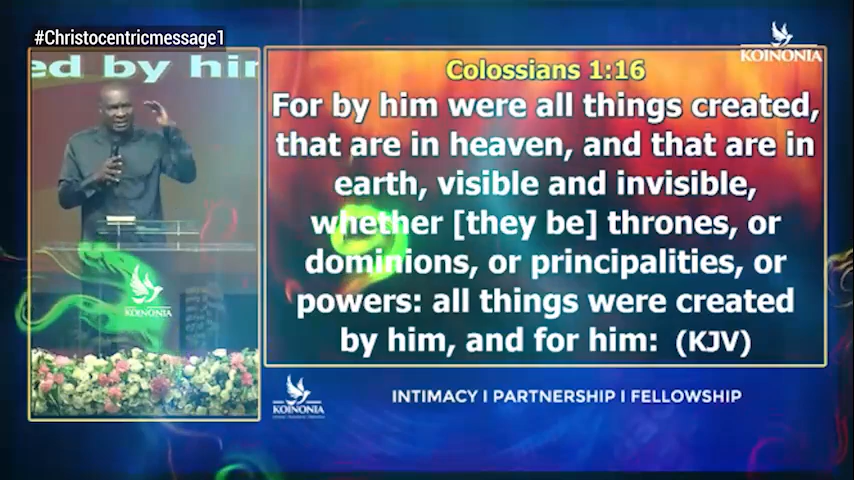 #Christocentricmessage1
ed by hi
KOINONIA
Colossians 1:16
For by him were all things created,
that are in heaven, and that are in
earth, visible and invisible,
whether [they be] thrones, or
dominions, or principalities, or
powers: all things were created
by him, and for him: (KJV)
KOINONIA
KOINONIA
INTIMACY I PARTNERSHIP I FELLOWSHIP